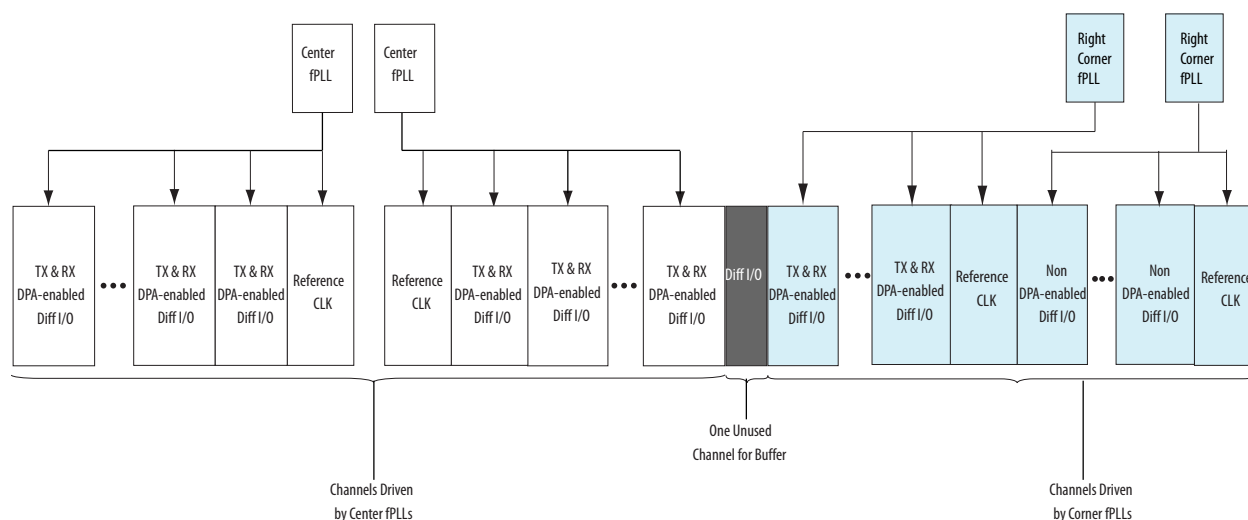 Center
fPLL
Center
fPLL
Right
Corner
fPLL
Right
Corner
fPLL
TX & RX
DPA-enabled
Diff I/O
TX & RX
DPA-enabled
Diff I/O
TX & RX
DPA-enabled
Diff I/O
Reference
CLK
Reference
CLK
TX & RX
DPA-enabled
Diff I/O
TX & RX
DPA-enabled
Diff I/O
TX & RX
DPA-enabled
Diff I/O
Diff I/O
TX & RX
DPA-enabled
Diff I/O
TX & RX
DPA-enabled
Diff I/O
Reference
CLK
Non
DPA-enabled
Diff I/O
Non
DPA-enabled
Diff I/O
Reference
CLK
One Unused
Channel for Buffer
Channels Driven
by Center fPLLs
Channels Driven
by Corner fPLLs